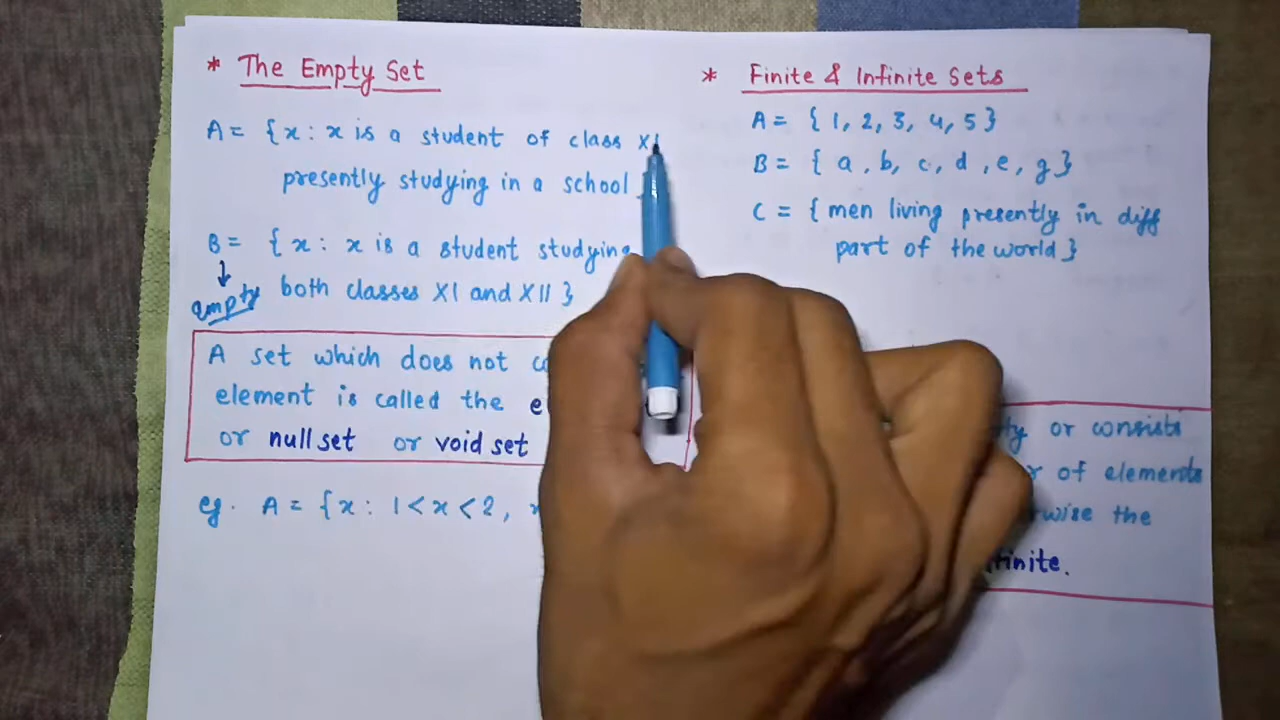 * The Empty Set
A = {x : x is a student of class XI
presently studying in a school
B = {x : x is a student studying
empty both classes XI and XII}
A set which does not
element is called the
or null set or void set
eg. A = {x : 1 < x < 2,
* Finite & Infinite Sets
A = {1, 2, 3, 4, 5}
B = {a, b, c, d, e, g}
C = {men living presently in diff
part of the world}
or consists
of elements
the